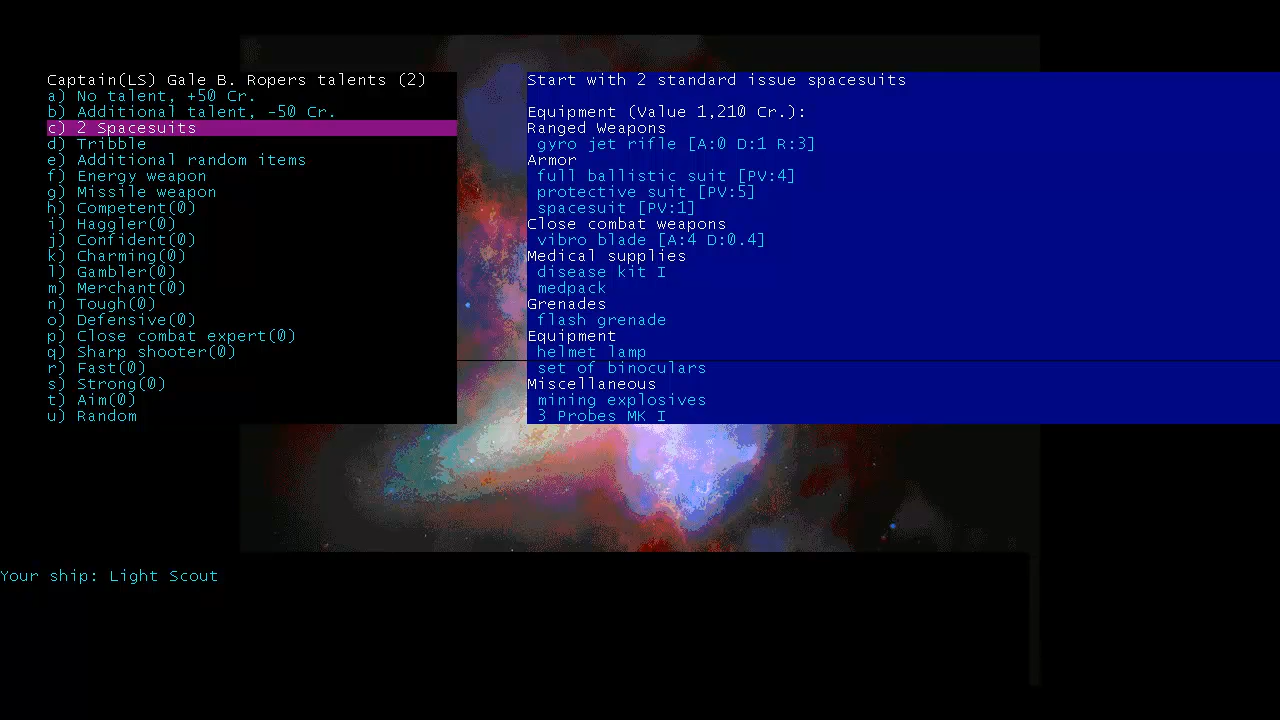 Captain(LS) Gale B. Ropers talents (2)
a) No talent, +50 Cr.
b) Additional talent, -50 Cr.
c) 2 Spacesuits
d) Tribble
e) Additional random items
f) Energy weapon
g) Missile weapon
h) Competent(0)
i) Haggler(0)
j) Confident(0)
k) Charming(0)
l) Gambler(0)
m) Merchant(0)
n) Tough(0)
o) Defensive(0)
p) Close combat expert(0)
q) Sharp shooter(0)
r) Fast(0)
s) Strong(0)
t) Aim(0)
u) Random
Start with 2 standard issue spacesuits
Equipment (Value 1,210 Cr.):
Ranged Weapons
gyro jet rifle [A:0 D:1 R:3]
Armor
full ballistic suit [PV:4]
protective suit [PV:5]
spacesuit [PV:1]
Close combat weapons
vibro blade [A:4 D:0.4]
Medical supplies
disease kit I
medpack
Grenades
flash grenade
Equipment
helmet lamp
set of binoculars
Miscellaneous
mining explosives
3 Probes MK I
Your ship: Light Scout